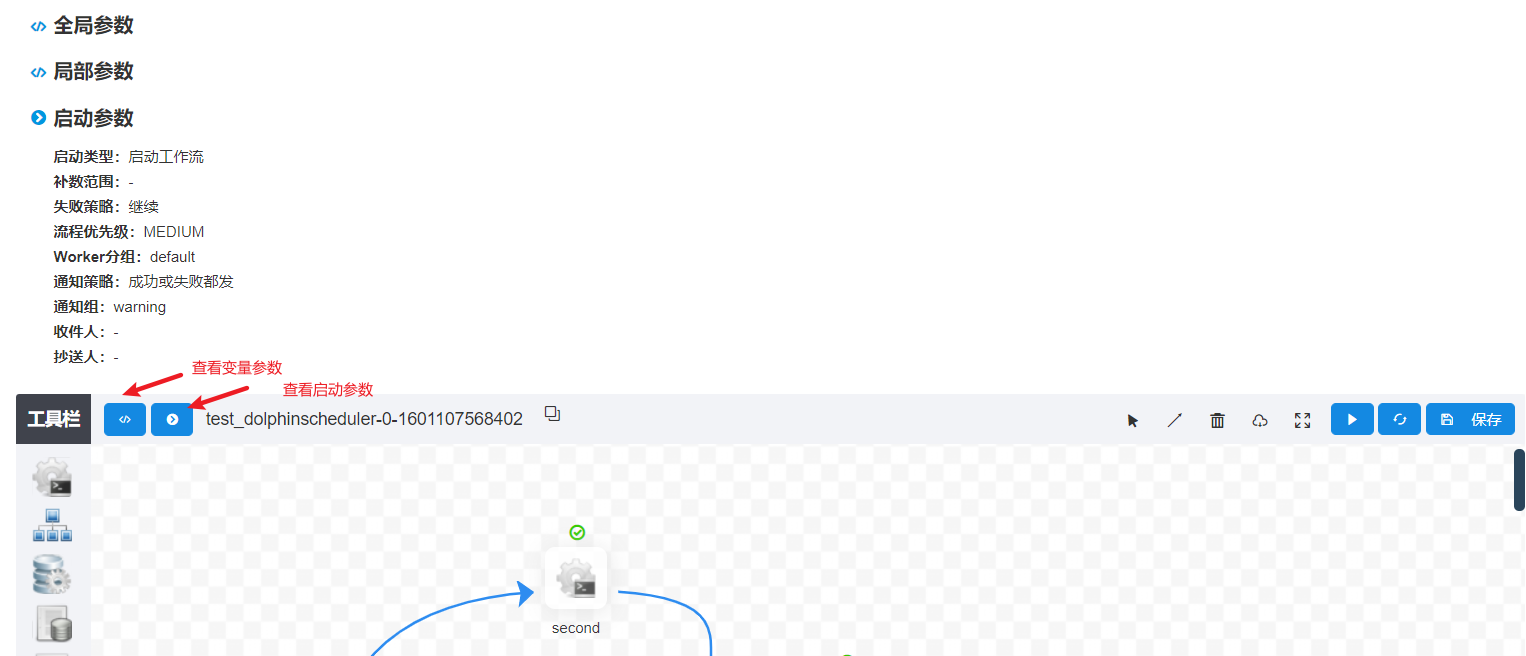 全局参数
局部参数
启动参数
启动类型：启动工作流
补数范围：-
失败策略：继续
流程优先级：MEDIUM
Worker分组：default
通知策略：成功或失败都发
通知组：warning
收件人：-
抄送人：-
查看变量参数
查看启动参数
工具栏
test_dolphinscheduler-0-1601107568402
保存
second